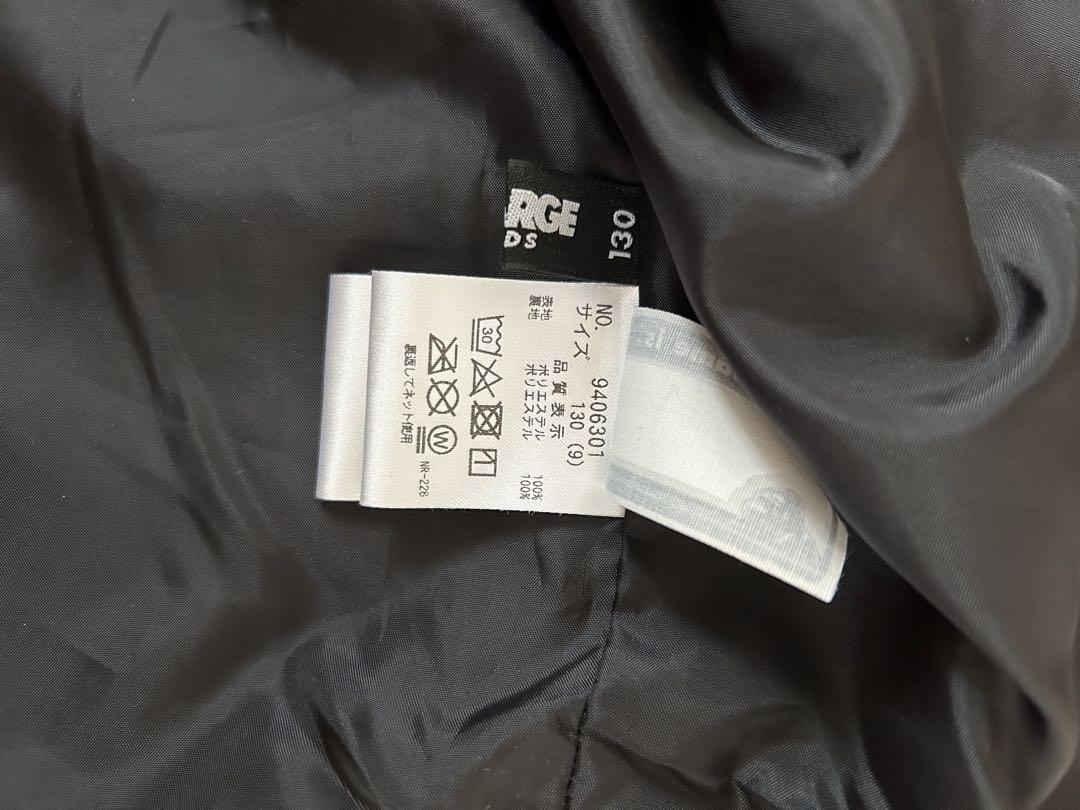 RGE
DS
130
NO. 9406301
サイズ 130 (9)
品質表示
表地 ポリエステル 100%
裏地 ポリエステル 100%
30
W
裏返してネット使用
NR-226